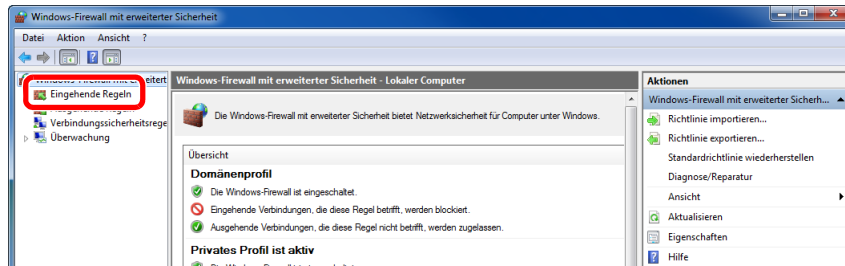 Windows-Firewall mit erweiterter Sicherheit
Datei Aktion Ansicht ?
Eingehende Regeln
Verbindungssicherheitsrege
Überwachung
Windows-Firewall mit erweiterter Sicherheit - Lokaler Computer
Die Windows-Firewall mit erweiterter Sicherheit bietet Netzwerksicherheit für Computer unter Windows.
Übersicht
Domänenprofil
Die Windows-Firewall ist eingeschaltet.
Eingehende Verbindungen, die diese Regel betrifft, werden blockiert.
Ausgehende Verbindungen, die diese Regel nicht betrifft, werden zugelassen.
Privates Profil ist aktiv
Aktionen
Windows-Firewall mit erweiterter Sicherh...
Richtlinie importieren...
Richtlinie exportieren...
Standardrichtlinie wiederherstellen
Diagnose/Reparatur
Ansicht
Aktualisieren
Eigenschaften
Hilfe